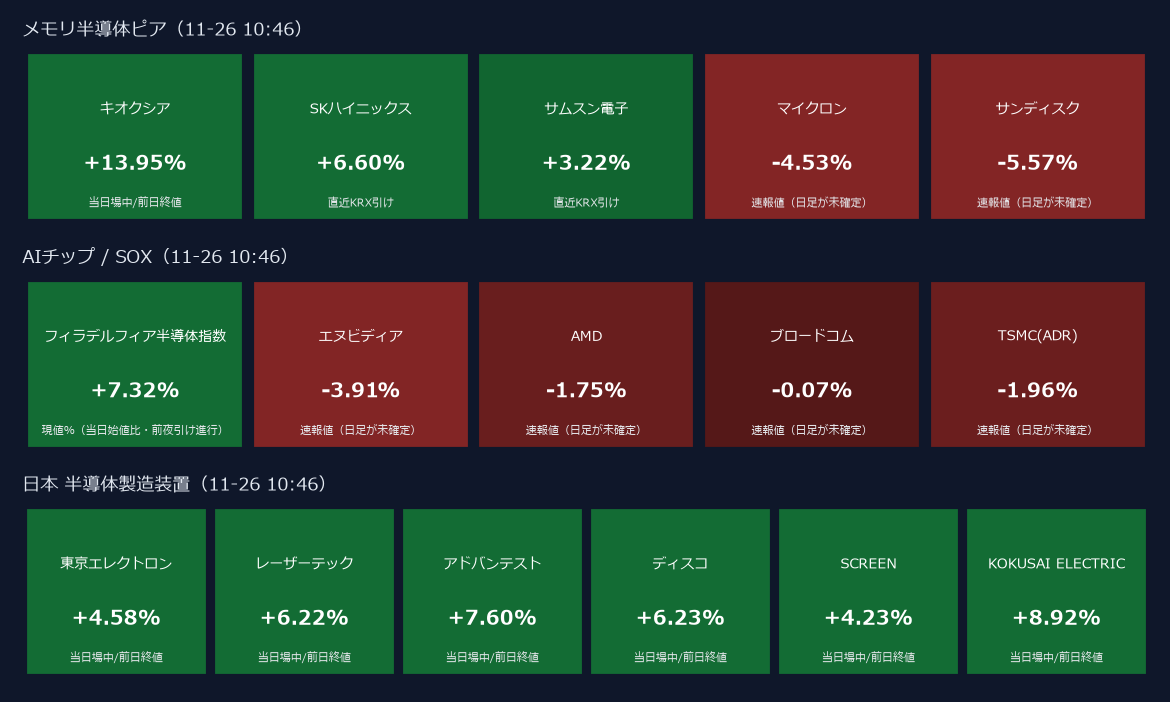 メモリ半導体ピア（11-26 10:46）
キオクシア
+13.95%
当日場中/前日終値
SKハイニックス
+6.60%
直近KRX引け
サムスン電子
+3.22%
直近KRX引け
マイクロン
-4.53%
速報値（日足が未確定）
サンディスク
-5.57%
速報値（日足が未確定）
AIチップ / SOX（11-26 10:46）
フィラデルフィア半導体指数
+7.32%
現値%（当日始値比・前夜引け進行）
エヌビディア
-3.91%
速報値（日足が未確定）
AMD
-1.75%
速報値（日足が未確定）
ブロードコム
-0.07%
速報値（日足が未確定）
TSMC(ADR)
-1.96%
速報値（日足が未確定）
日本 半導体製造装置（11-26 10:46）
東京エレクトロン
+4.58%
当日場中/前日終値
レーザーテック
+6.22%
当日場中/前日終値
アドバンテスト
+7.60%
当日場中/前日終値
ディスコ
+6.23%
当日場中/前日終値
SCREEN
+4.23%
当日場中/前日終値
KOKUSAI ELECTRIC
+8.92%
当日場中/前日終値